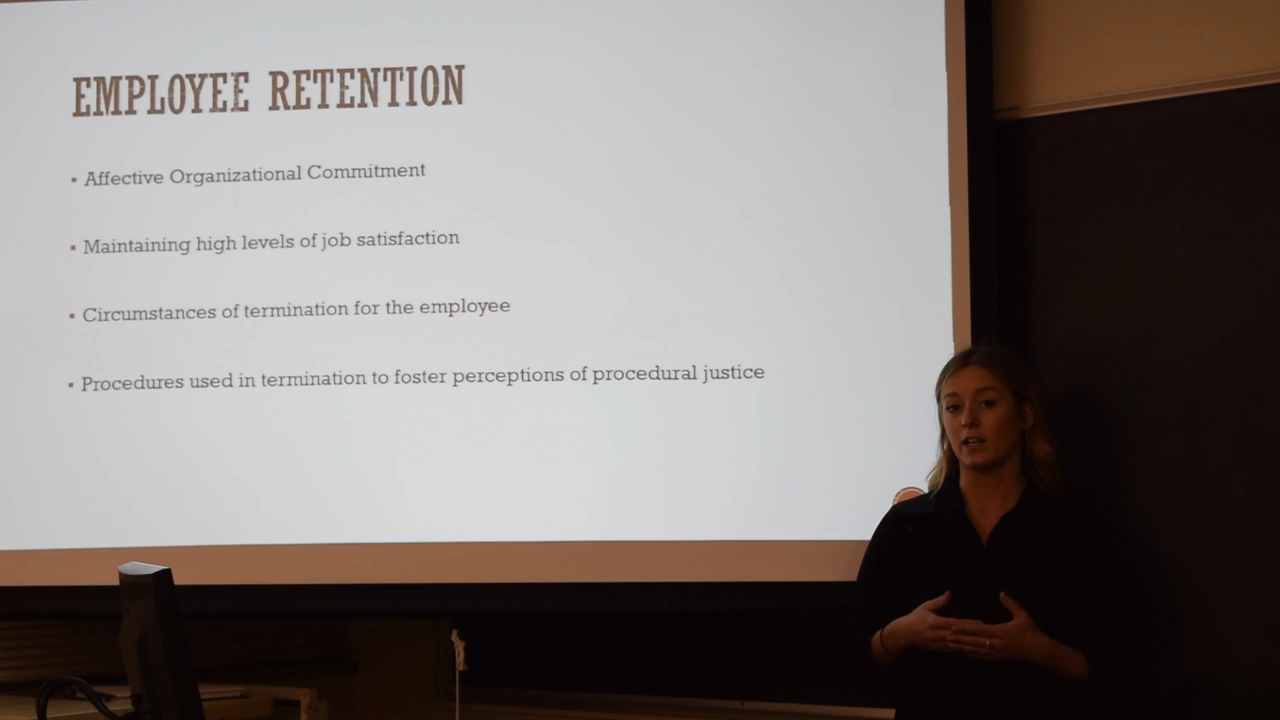 EMPLOYEE RETENTION
▪ Affective Organizational Commitment
▪ Maintaining high levels of job satisfaction
▪ Circumstances of termination for the employee
▪ Procedures used in termination to foster perceptions of procedural justice